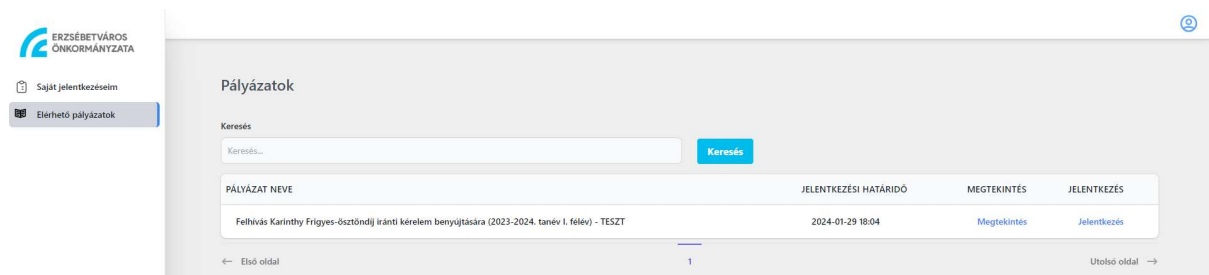 ERZSÉBETVÁROS
ÖNKORMÁNYZATA
Saját jelentkezéseim
Elérhető pályázatok
Pályázatok
Keresés
Keresés...
Keresés
PÁLYÁZAT NEVE JELENTKEZÉSI HATÁRIDŐ MEGTEKINTÉS JELENTKEZÉS
Felhívás Karinthy Frigyes-ösztöndíj iránti kérelem benyújtására (2023-2024. tanév I. félév) - TESZT 2024-01-29 18:04 Megtekintés Jelentkezés
← Első oldal 1 Utolsó oldal →